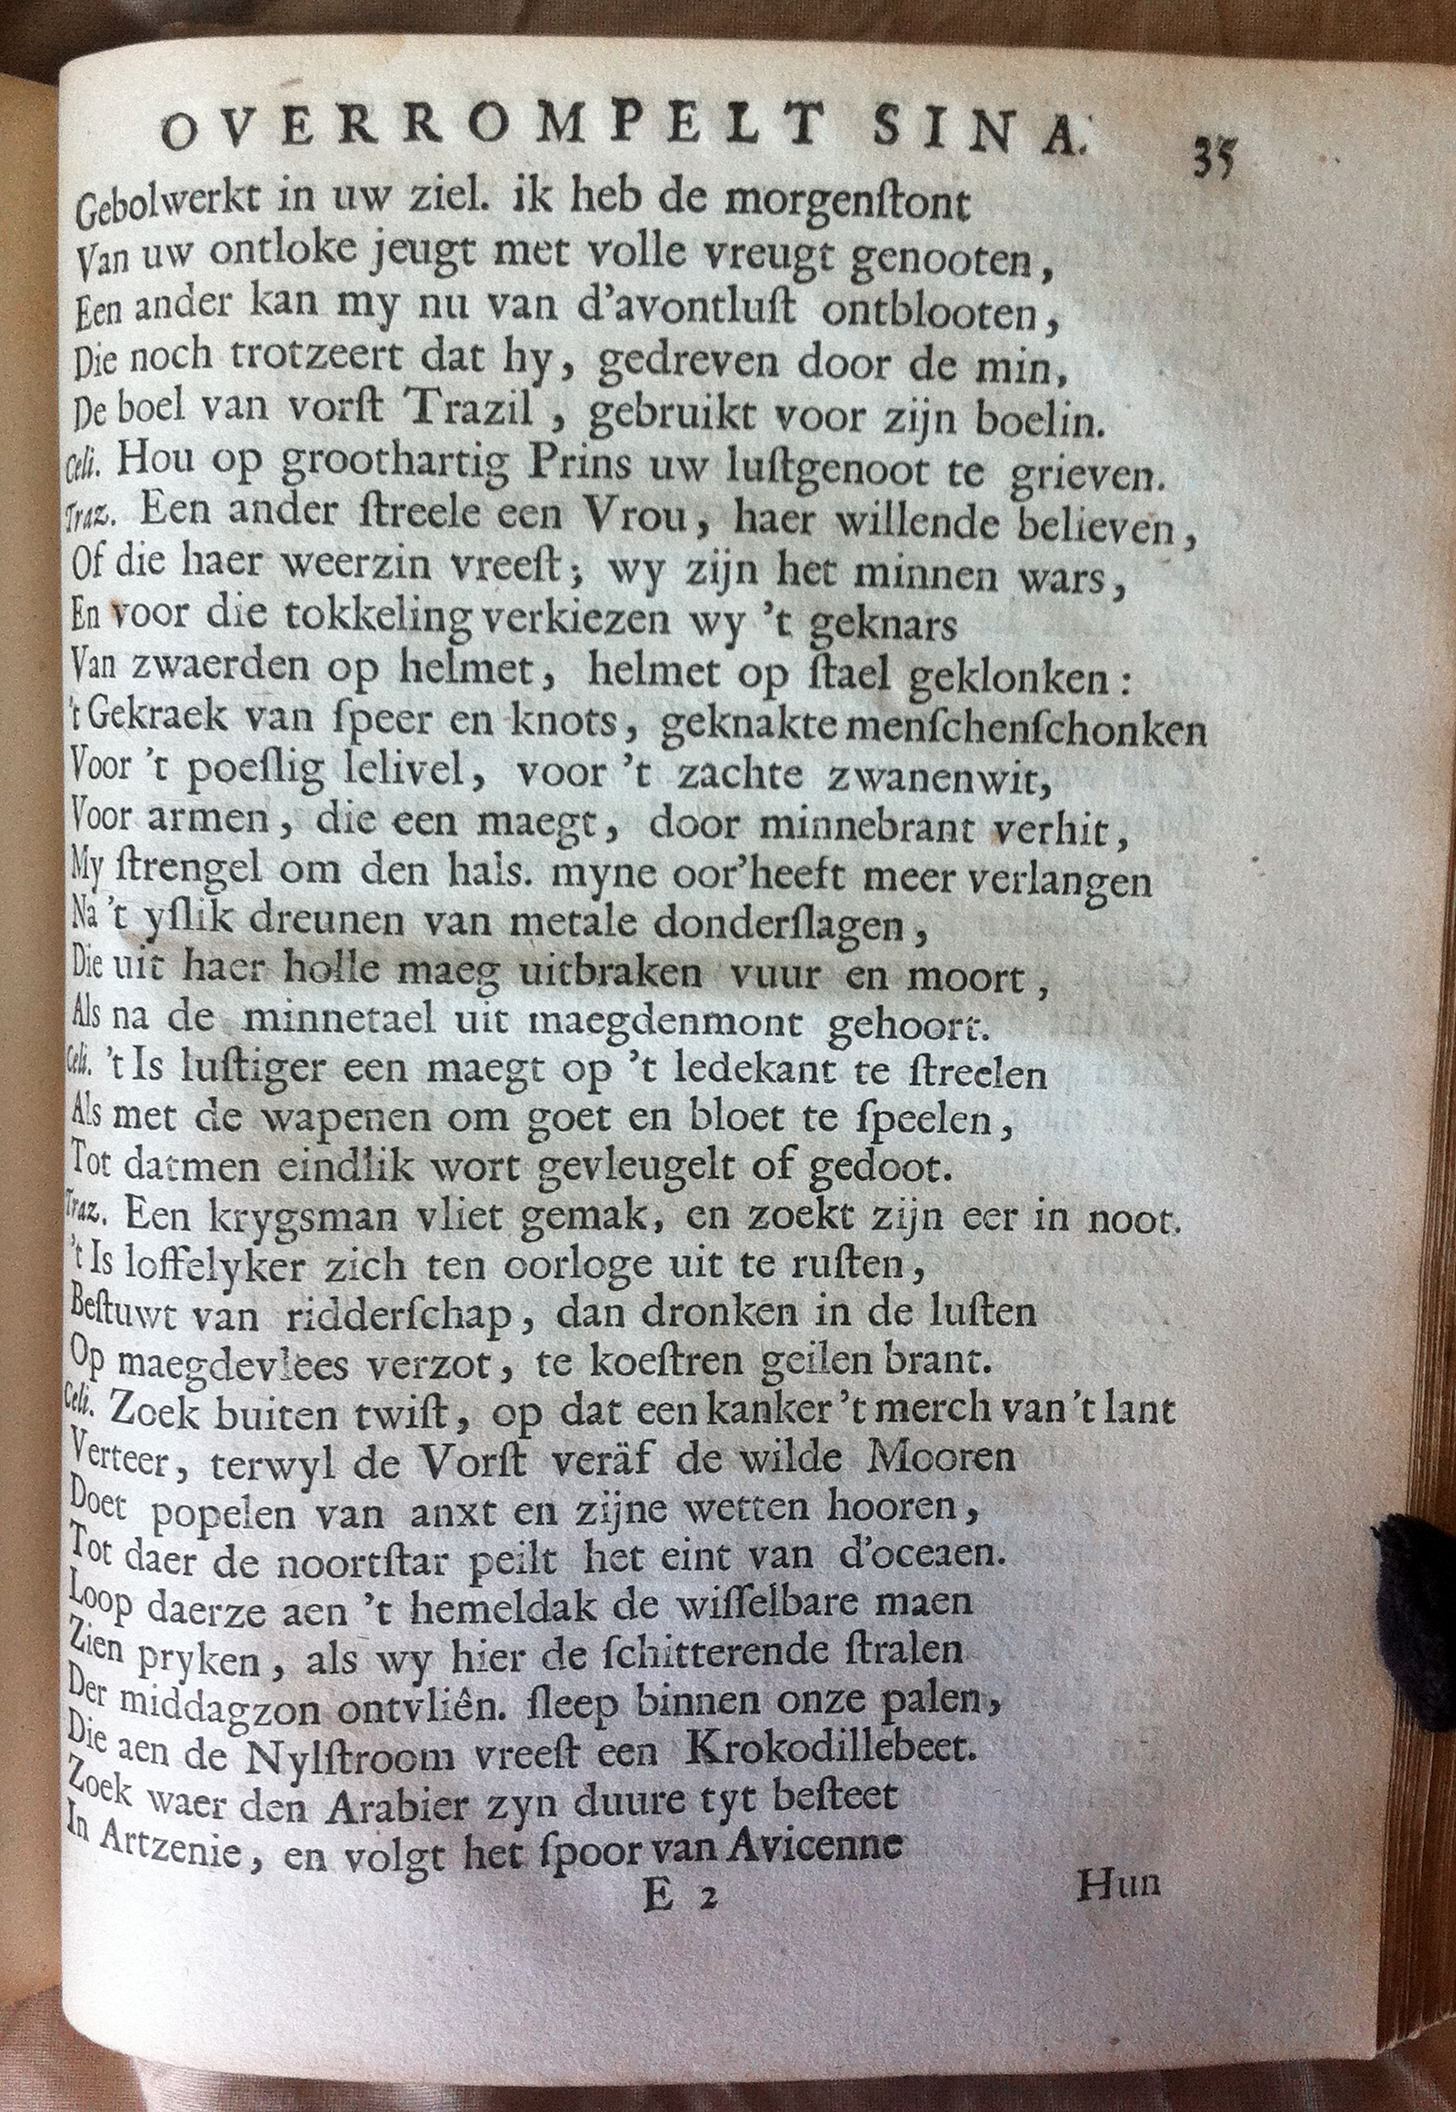 OVERROMPELT SINA. 35
Gebolwerkt in uw ziel. ik heb de morgenſtont
Van uw ontloke jeugt met volle vreugt genooten,
Een ander kan my nu van d'avontluſt ontblooten,
Die noch trotzeert dat hy, gedreven door de min,
De boel van vorſt Trazil, gebruikt voor zijn boelin.
Celi. Hou op groothartig Prins uw luſtgenoot te grieven.
Traz. Een ander ſtreele een Vrou, haer willende believen,
Of die haer weerzin vreeſt; wy zijn het minnen wars,
En voor die tokkeling verkiezen wy 't geknars
Van zwaerden op helmet, helmet op ſtael geklonken:
't Gekraek van ſpeer en knots, geknakte menſchenſchonken
Voor 't poeſlig lelivel, voor 't zachte zwanenwit,
Voor armen, die een maegt, door minnebrant verhit,
My ſtrengel om den hals. myne oor'heeft meer verlangen
Na 't yſlik dreunen van metale donderſlagen,
Die uit haer holle maeg uitbraken vuur en moort,
Als na de minnetael uit maegdenmont gehoort.
Celi. 't Is luſtiger een maegt op 't ledekant te ſtreelen
Als met de wapenen om goet en bloet te ſpeelen,
Tot datmen eindlik wort gevleugelt of gedoot.
Traz. Een krygsman vliet gemak, en zoekt zijn eer in noot.
't Is loffelyker zich ten oorloge uit te ruſten,
Beſtuwt van ridderſchap, dan dronken in de luſten
Op maegdevlees verzot, te koeſtren geilen brant.
Celi. Zoek buiten twiſt, op dat een kanker 't merch van 't lant
Verteer, terwyl de Vorſt veräf de wilde Mooren
Doet popelen van anxt en zijne wetten hooren,
Tot daer de noortſtar peilt het eint van d'oceaen.
Loop daerze aen 't hemeldak de wiſſelbare maen
Zien pryken, als wy hier de ſchitterende ſtralen
Der middagzon ontvliên. ſleep binnen onze palen,
Die aen de Nylſtroom vreeſt een Krokodillebeet.
Zoek waer den Arabier zyn duure tyt beſteet
In Artzenie, en volgt het ſpoor van Avicenne
E 2 Hun